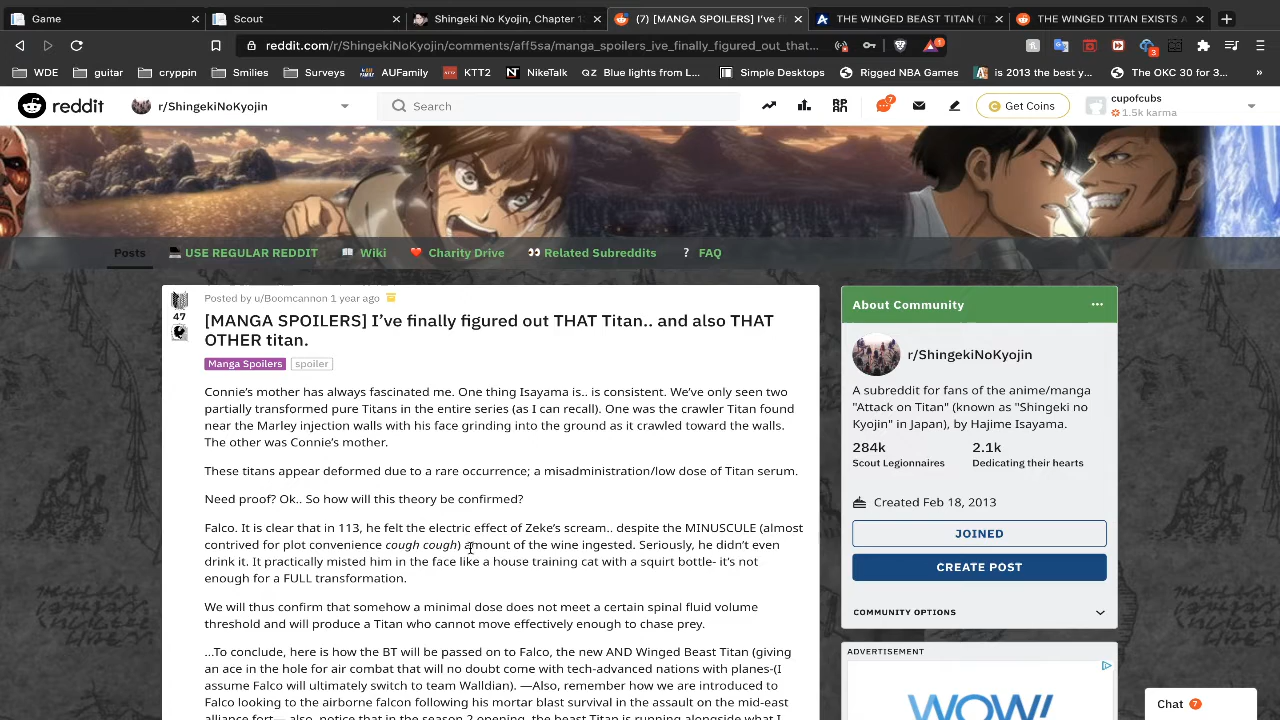 Game
Scout
Shingeki No Kyojin, Chapter 1
(7) [MANGA SPOILERS] I've fi
THE WINGED BEAST TITAN (T
THE WINGED TITAN EXISTS A
reddit.com/r/ShingekiNoKyojin/comments/aff5sa/manga_spoilers_ive_finally_figured_out_that...
WDE
guitar
cryppin
Smilies
Surveys
AUFamily
KTT2
NikeTalk
QZ Blue lights from L...
Simple Desktops
Rigged NBA Games
is 2013 the best y...
The OKC 30 for 3...
»
reddit
r/ShingekiNoKyojin
Search
7
Get Coins
cupofcubs
1.5k karma
Posts
USE REGULAR REDDIT
Wiki
Charity Drive
Related Subreddits
? FAQ
Posted by u/Boomcannon 1 year ago
47
[MANGA SPOILERS] I've finally figured out THAT Titan.. and also THAT
OTHER titan.
Manga Spoilers
spoiler
Connie's mother has always fascinated me. One thing Isayama is.. is consistent. We've only seen two
partially transformed pure Titans in the entire series (as I can recall). One was the crawler Titan found
near the Marley injection walls with his face grinding into the ground as it crawled toward the walls.
The other was Connie's mother.
These titans appear deformed due to a rare occurrence; a misadministration/low dose of Titan serum.
Need proof? Ok.. So how will this theory be confirmed?
Falco. It is clear that in 113, he felt the electric effect of Zeke's scream.. despite the MINUSCULE (almost
contrived for plot convenience cough cough) amount of the wine ingested. Seriously, he didn't even
drink it. It practically misted him in the face like a house training cat with a squirt bottle- it's not
enough for a FULL transformation.
We will thus confirm that somehow a minimal dose does not meet a certain spinal fluid volume
threshold and will produce a Titan who cannot move effectively enough to chase prey.
...To conclude, here is how the BT will be passed on to Falco, the new AND Winged Beast Titan (giving
an ace in the hole for air combat that will no doubt come with tech-advanced nations with planes-(I
assume Falco will ultimately switch to team Walldian). —Also, remember how we are introduced to
Falco looking to the airborne falcon following his mortar blast survival in the assault on the mid-east
alliance fort— also, notice that in the season 2 opening, the beast Titan is running alongside what I
About Community
r/ShingekiNoKyojin
A subreddit for fans of the anime/manga
"Attack on Titan" (known as "Shingeki no
Kyojin" in Japan), by Hajime Isayama.
284k
2.1k
Scout Legionnaires
Dedicating their hearts
Created Feb 18, 2013
JOINED
CREATE POST
COMMUNITY OPTIONS
ADVERTISEMENT
WOW!
Chat 7